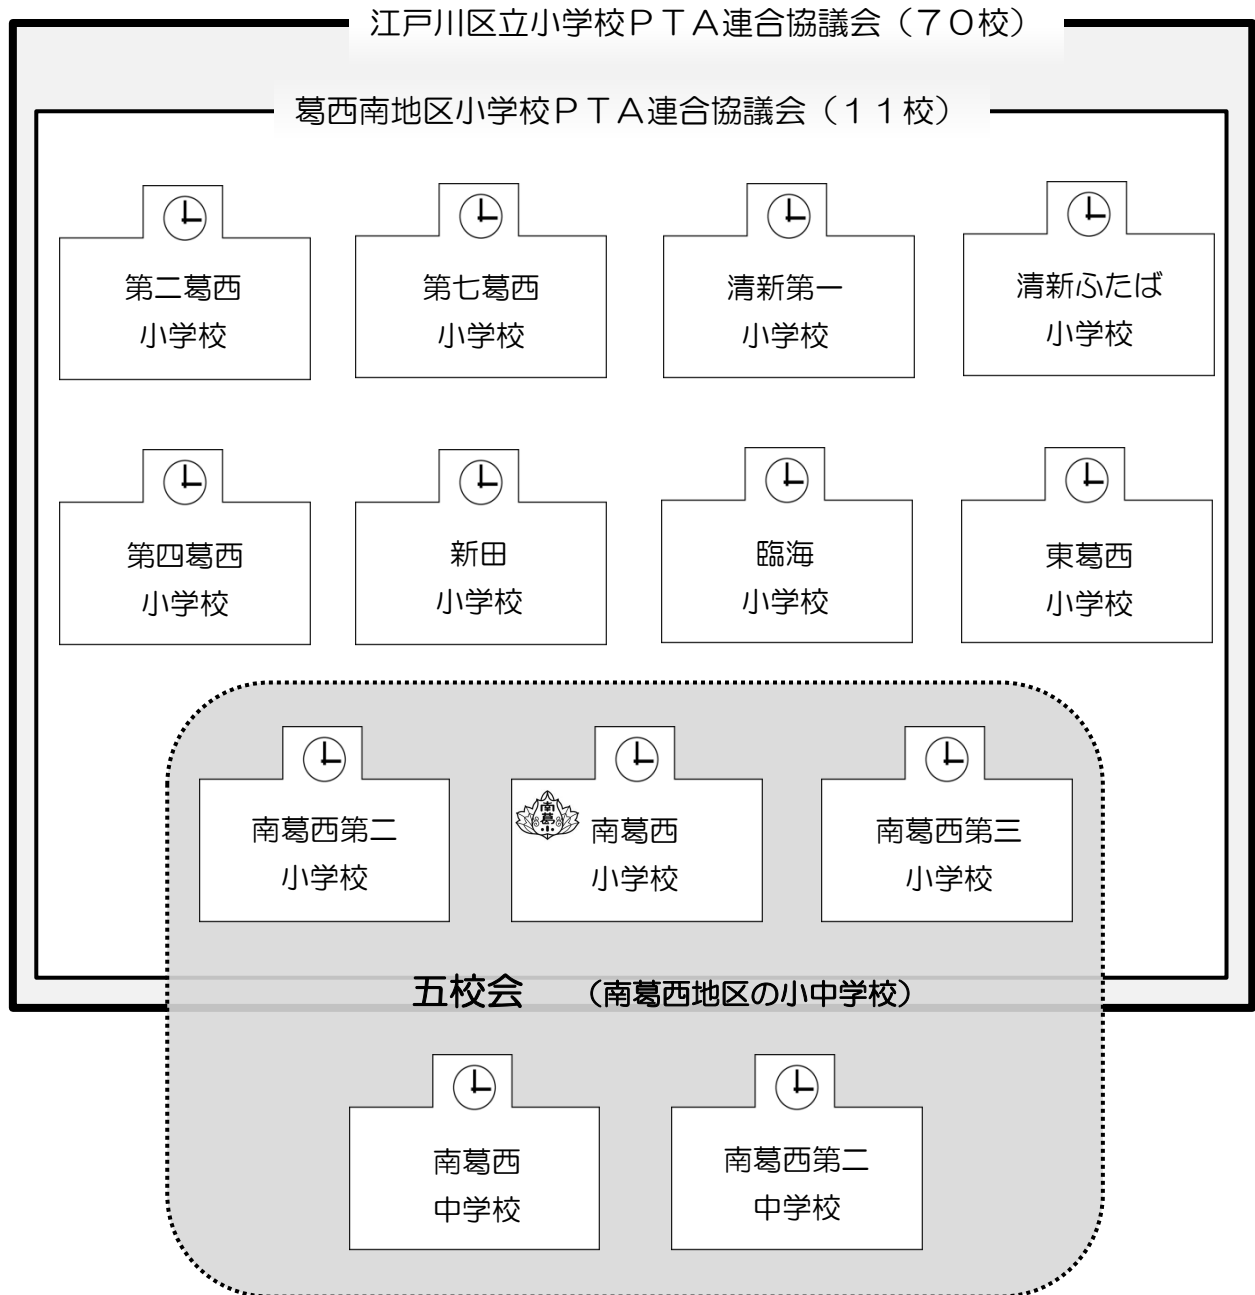 江戸川区立小学校ＰＴＡ連合協議会（７０校）
葛西南地区小学校ＰＴＡ連合協議会（１１校）
第二葛西
小学校
第七葛西
小学校
清新第一
小学校
清新ふたば
小学校
第四葛西
小学校
新田
小学校
臨海
小学校
東葛西
小学校
南葛西第二
小学校
南葛小
南葛西
小学校
南葛西第三
小学校
五校会　（南葛西地区の小中学校）
南葛西
中学校
南葛西第二
中学校